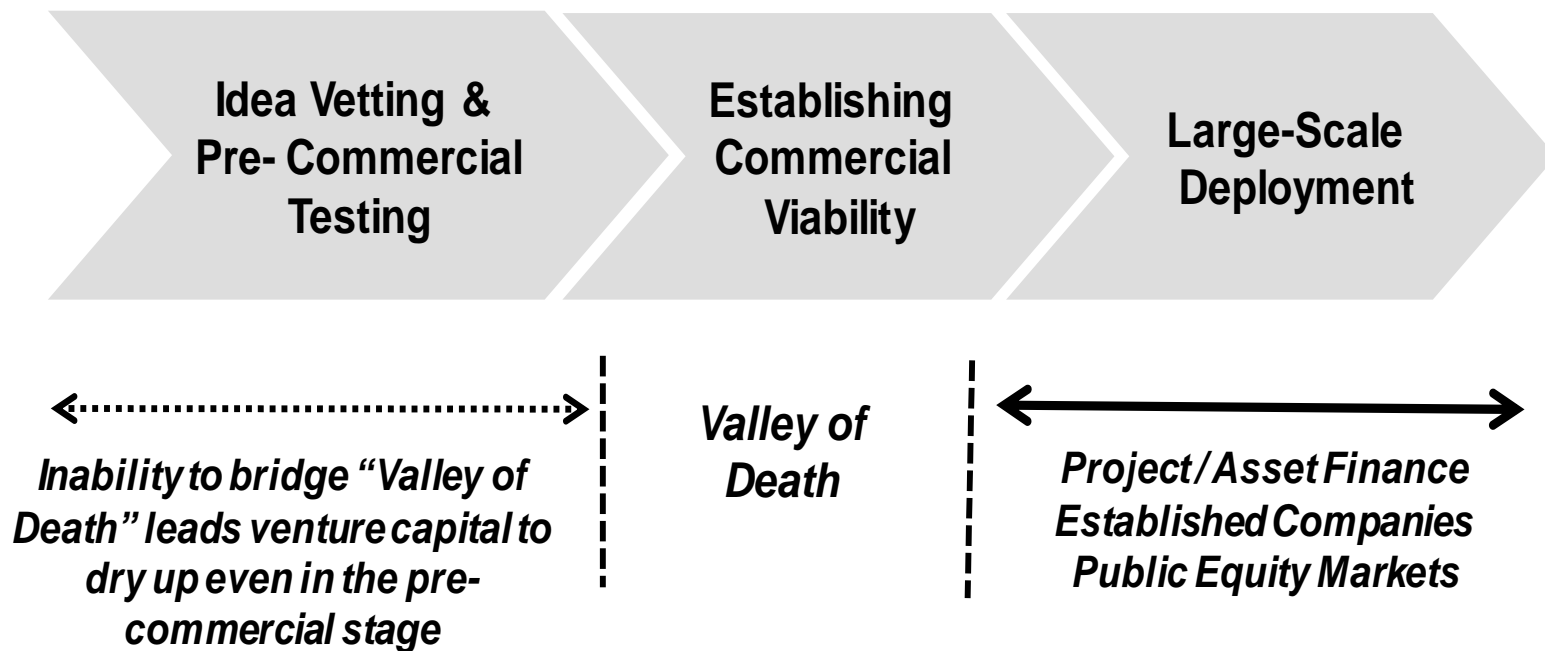 Idea Vetting &
Pre- Commercial
Testing
Establishing
Commercial
Viability
Large-Scale
Deployment
Inability to bridge “Valley of
Death” leads venture capital to
dry up even in the pre-
commercial stage
Valley of
Death
Project / Asset Finance
Established Companies
Public Equity Markets